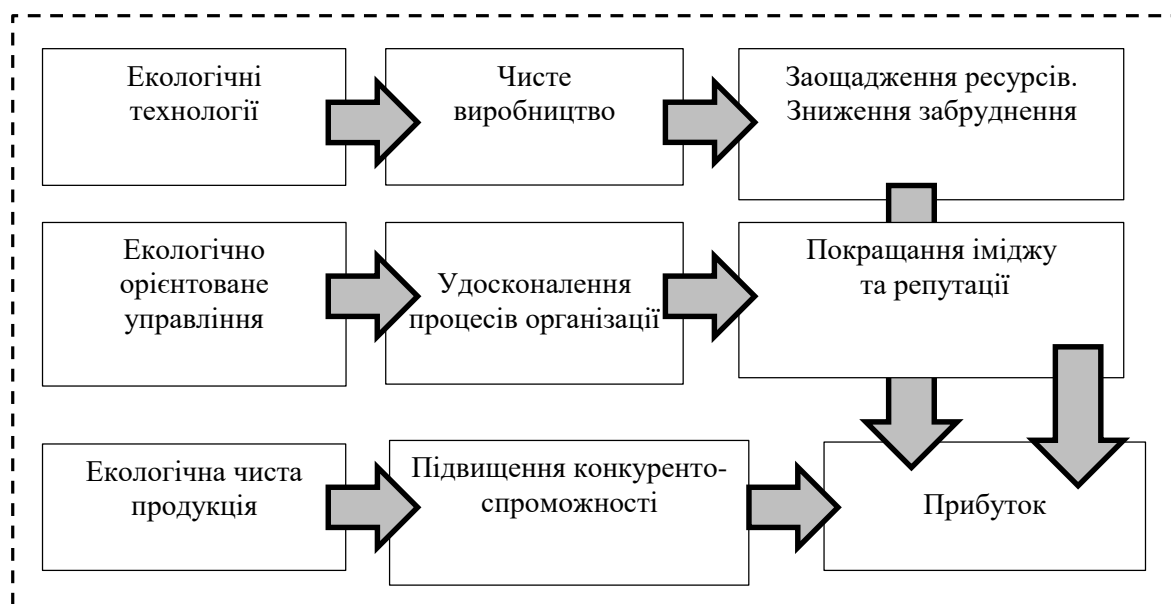 Екологічні
технології
Чисте
виробництво
Заощадження ресурсів.
Зниження забруднення
Екологічно
орієнтоване
управління
Удосконалення
процесів організації
Покращання іміджу
та репутації
Екологічна чиста
продукція
Підвищення конкуренто-
спроможності
Прибуток